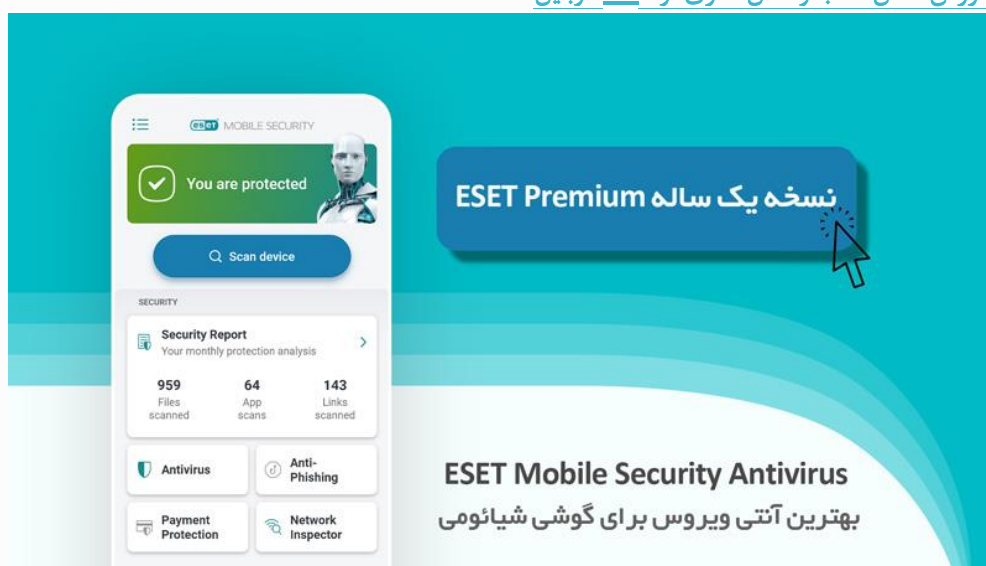 eseT MOBILE SECURITY
You are protected
Scan device
SECURITY
Security Report
Your monthly protection analysis
959
Files
scanned
64
App
scans
143
Links
scanned
Antivirus
Anti-
Phishing
Payment
Protection
Network
Inspector
نسخه یک ساله ESET Premium
ESET Mobile Security Antivirus
بهترین آنتی ویروس برای گوشی شیائومی